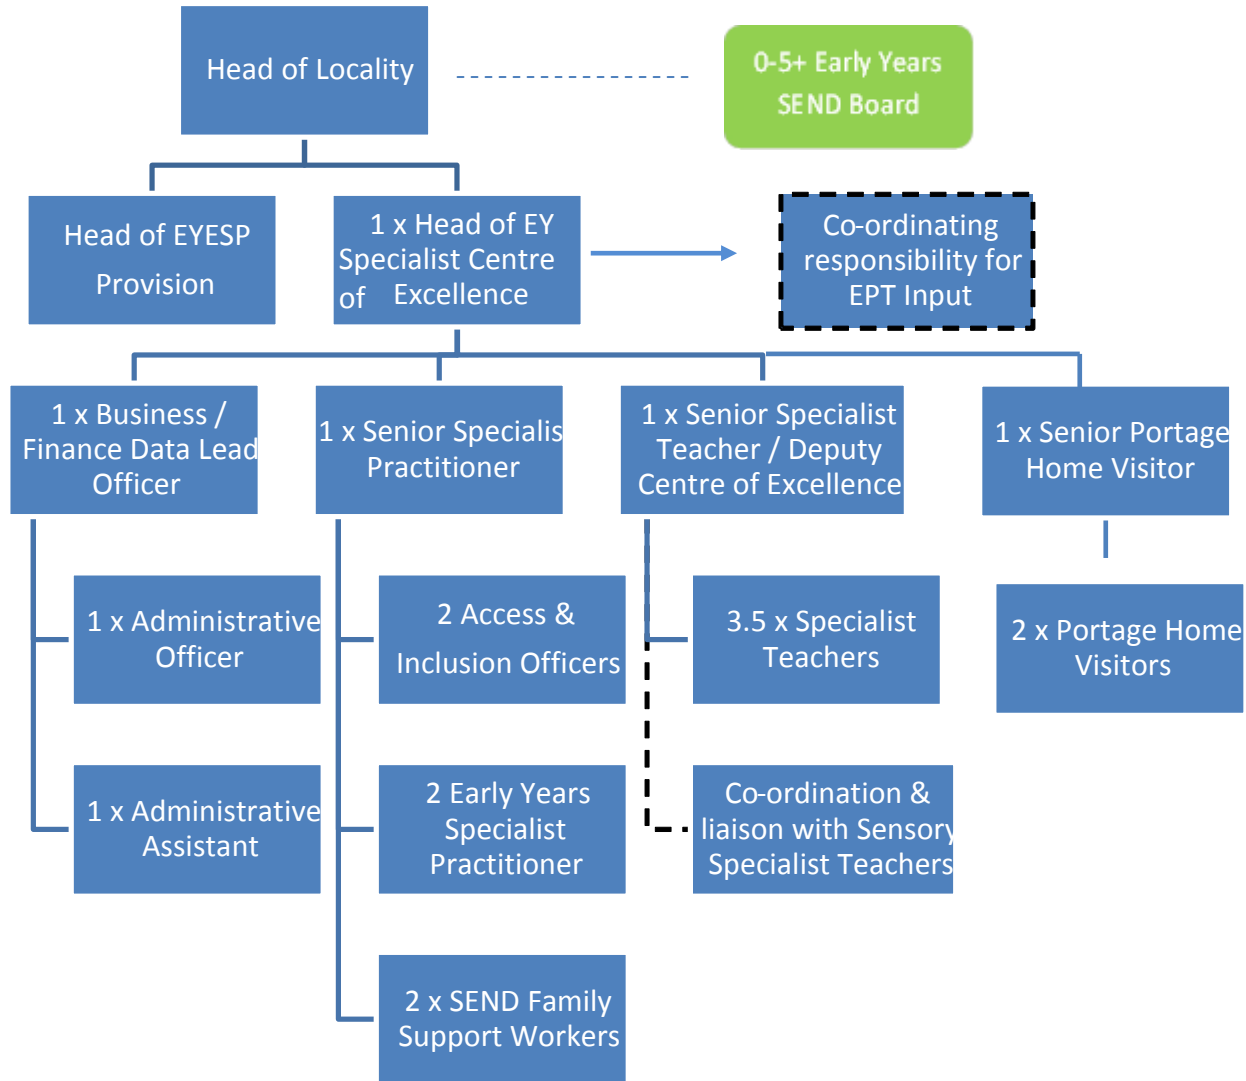 Head of Locality
0-5+ Early Years
SEND Board
Head of EYESP
Provision
1 x Head of EY
Specialist Centre
of Excellence
Co-ordinating
responsibility for
EPT Input
1 x Business /
Finance Data Lead
Officer
1 x Senior Specialis
Practitioner
1 x Senior Specialist
Teacher / Deputy
Centre of Excellence
1 x Senior Portage
Home Visitor
1 x Administrative
Officer
2 Access &
Inclusion Officers
3.5 x Specialist
Teachers
2 x Portage Home
Visitors
1 x Administrative
Assistant
2 Early Years
Specialist
Practitioner
Co-ordination &
liaison with Sensory
Specialist Teachers
2 x SEND Family
Support Workers